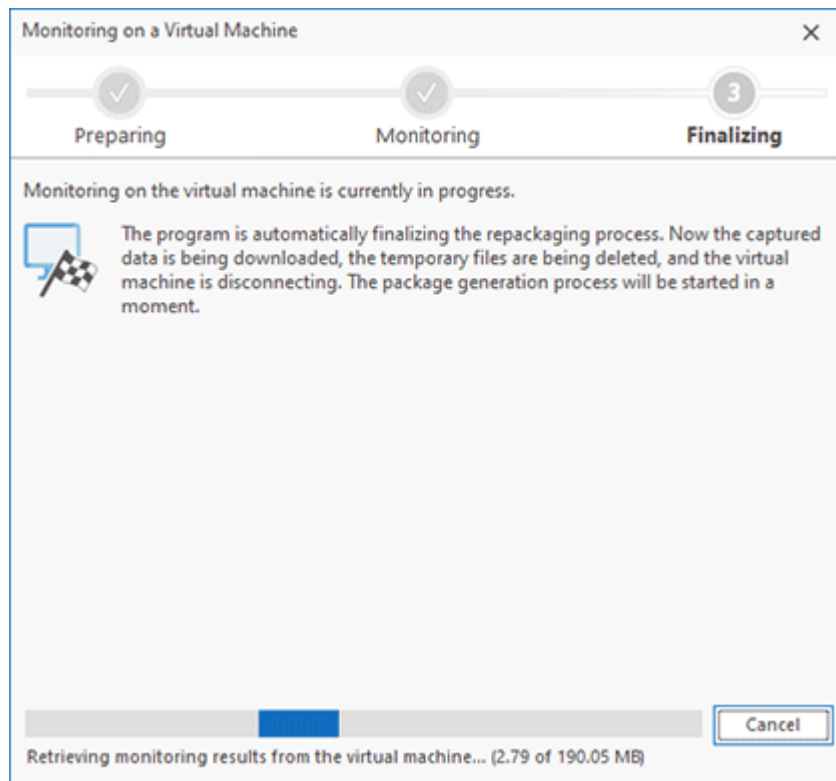 Monitoring on a Virtual Machine
3
Preparing
Monitoring
Finalizing
Monitoring on the virtual machine is currently in progress.
The program is automatically finalizing the repackaging process. Now the captured
data is being downloaded, the temporary files are being deleted, and the virtual
machine is disconnecting. The package generation process will be started in a
moment.
Cancel
Retrieving monitoring results from the virtual machine... (2.79 of 190.05 MB)